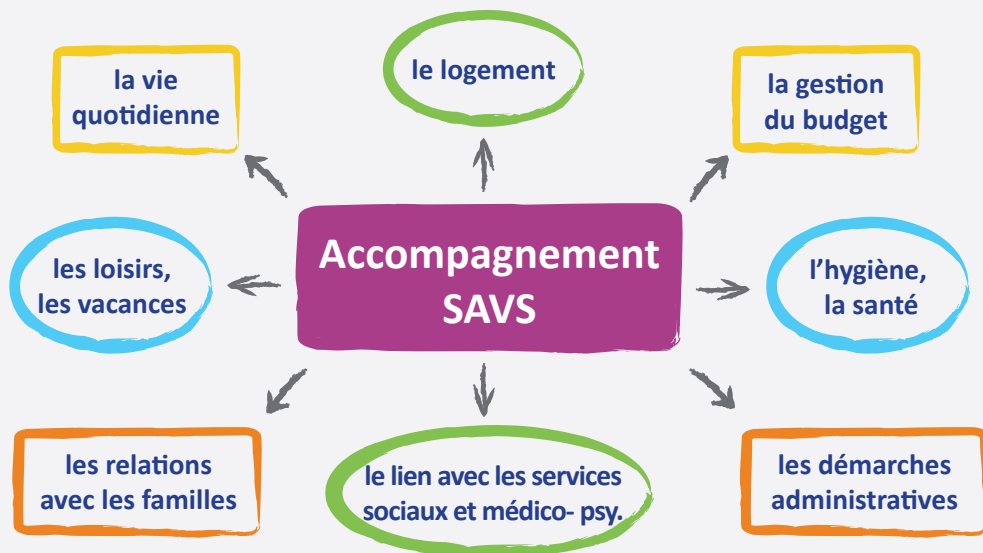 la vie
quotidienne
le logement
la gestion
du budget
les loisirs,
les vacances
Accompagnement
SAVS
l'hygiène,
la santé
les relations
avec les familles
le lien avec les services
sociaux et médico- psy.
les démarches
administratives